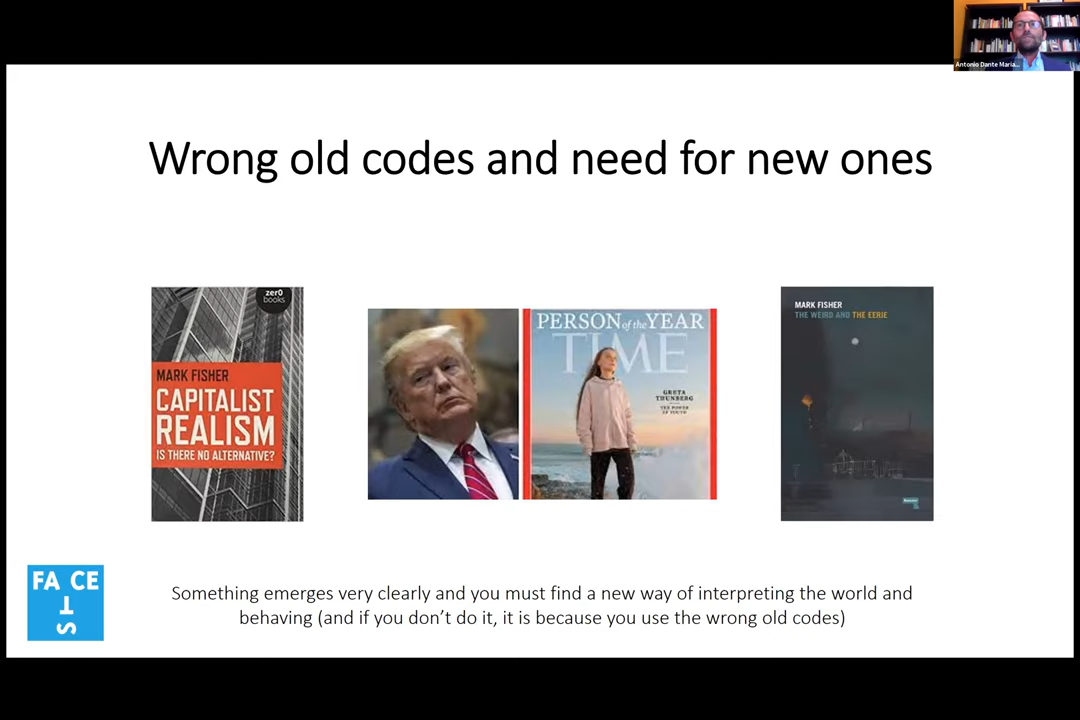 Antonio Dante Maria...
Wrong old codes and need for new ones
zer0
books
MARK FISHER
CAPITALIST
REALISM
IS THERE NO ALTERNATIVE?
PERSON of the YEAR
TIME
GRETA
THUNBERG
THE POWER
OF YOUTH
MARK FISHER
THE WEIRD AND THE EERIE
FA CE
T
S
Something emerges very clearly and you must find a new way of interpreting the world and
behaving (and if you don’t do it, it is because you use the wrong old codes)